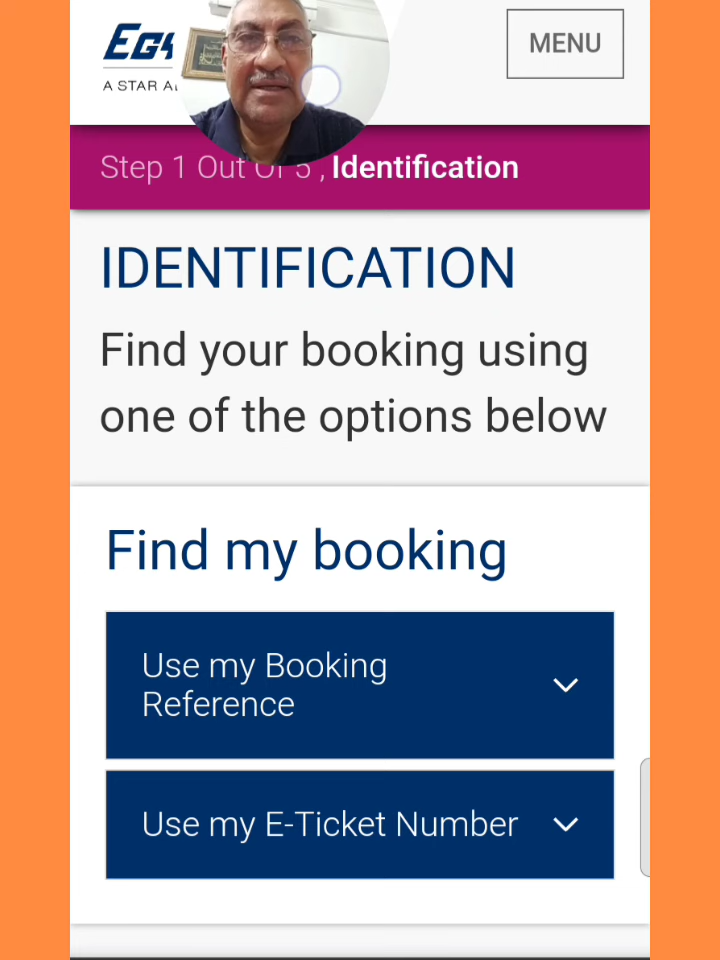 MENU
A STAR
Step 1 Out Of 5 , Identification
IDENTIFICATION
Find your booking using
one of the options below
Find my booking
Use my Booking
Reference
Use my E-Ticket Number